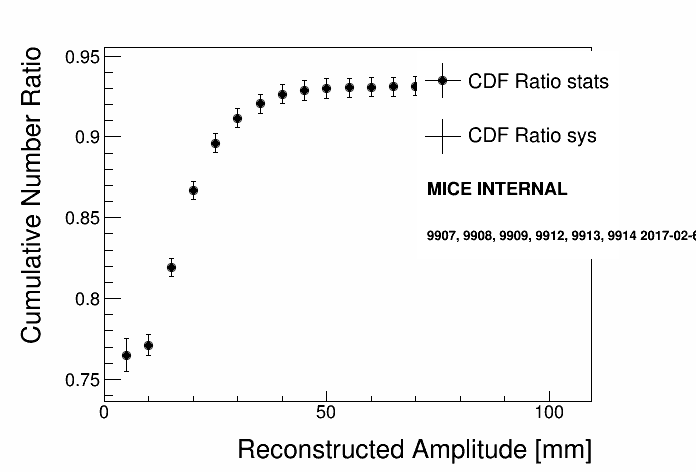 0.95
0.9
0.85
0.8
0.75
0
50
100
Cumulative Number Ratio
Reconstructed Amplitude [mm]
CDF Ratio stats
CDF Ratio sys
MICE INTERNAL
9907, 9908, 9909, 9912, 9913, 9914 2017-02-6